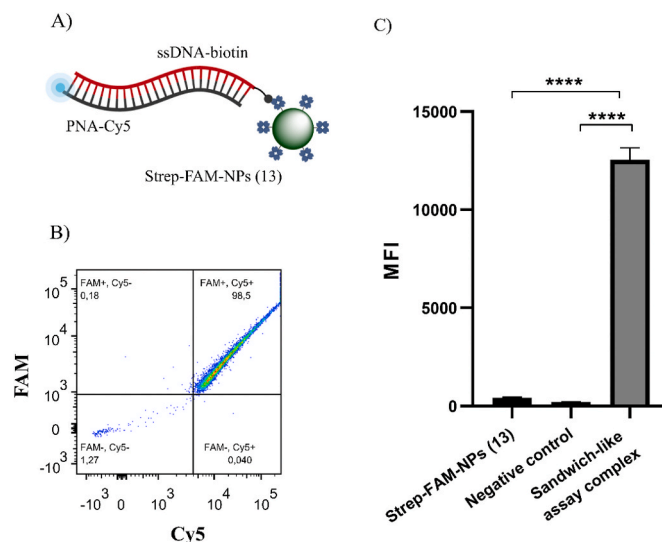 A)
ssDNA-biotin
PNA-Cy5
Strep-FAM-NPs (13)
B)
FAM+, Cy5-
0,18
FAM+, Cy5+
98,5
FAM-, Cy5-
1,27
FAM-, Cy5+
0,040
10^5
10^4
10^3
0
-10^3
FAM
-10^3
0
10^3
10^4
10^5
Cy5
C)
****
****
15000
10000
5000
0
MFI
Strep-FAM-NPs (13)
Negative control
Sandwich-like
assay complex